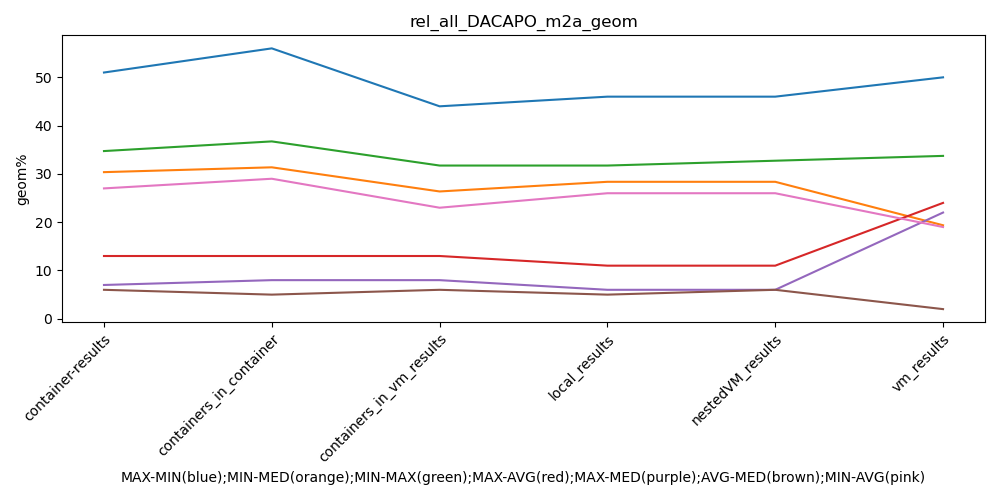 rel_all_DACAPO_m2a_geom
geom%
50
40
30
20
10
0
container-results
containers_in_container
containers_in_vm_results
local_results
nestedVM_results
vm_results
MAX-MIN(blue);MIN-MED(orange);MIN-MAX(green);MAX-AVG(red);MAX-MED(purple);AVG-MED(brown);MIN-AVG(pink)